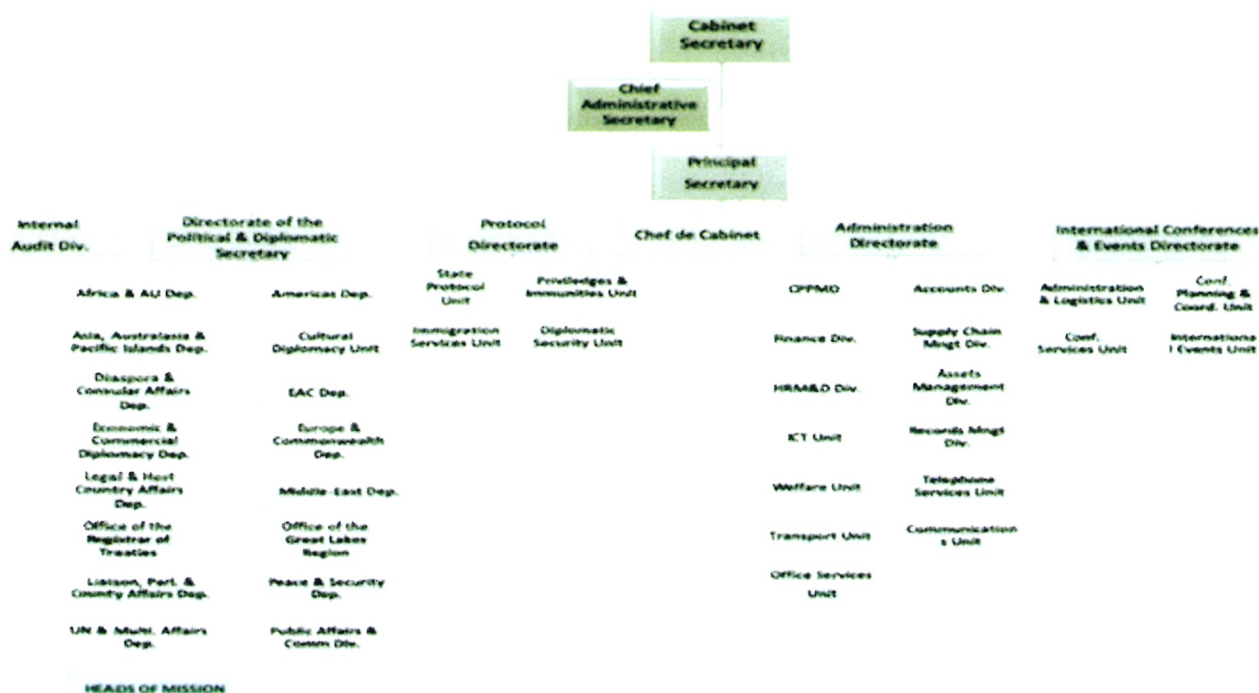 Cabinet
Secretary
Chief
Administrative
Secretary
Principal
Secretary
Internal
Audit Div.
Directorate of the
Political & Diplomatic
Secretary
Protocol
Directorate
Chef de Cabinet
Administration
Directorate
International Conferences
& Events Directorate
Africa & AU Dep.
Americas Dep.
Asia, Australasia &
Pacific Islands Dep.
Cultural
Diplomacy Unit
Diaspora &
Consular Affairs
Dep.
EAC Dep.
Economic &
Commercial
Diplomacy Dep.
Europe &
Commonwealth
Dep.
Legal & Host
Country Affairs
Dep.
Middle-East Dep.
Office of the
Registrar of
Treaties
Office of the
Great Lakes
Region
Liaison, Parl. &
County Affairs Dep.
Peace & Security
Dep.
UN & Multi. Affairs
Dep.
Public Affairs &
Comm Div.
HEADS OF MISSION
State
Protocol
Unit
Priviledges &
Immunities Unit
Immigration
Services Unit
Diplomatic
Security Unit
CPPMD
Accounts Div.
Finance Div.
Supply Chain
Mngt Div.
HRM&D Div.
Assets
Management
Div.
ICT Unit
Records Mngt
Div.
Welfare Unit
Telephone
Services Unit
Transport Unit
Communication
s Unit
Office Services
Unit
Administration
& Logistics Unit
Conf.
Planning &
Coord. Unit
Conf.
Services Unit
Internationa
l Events Unit